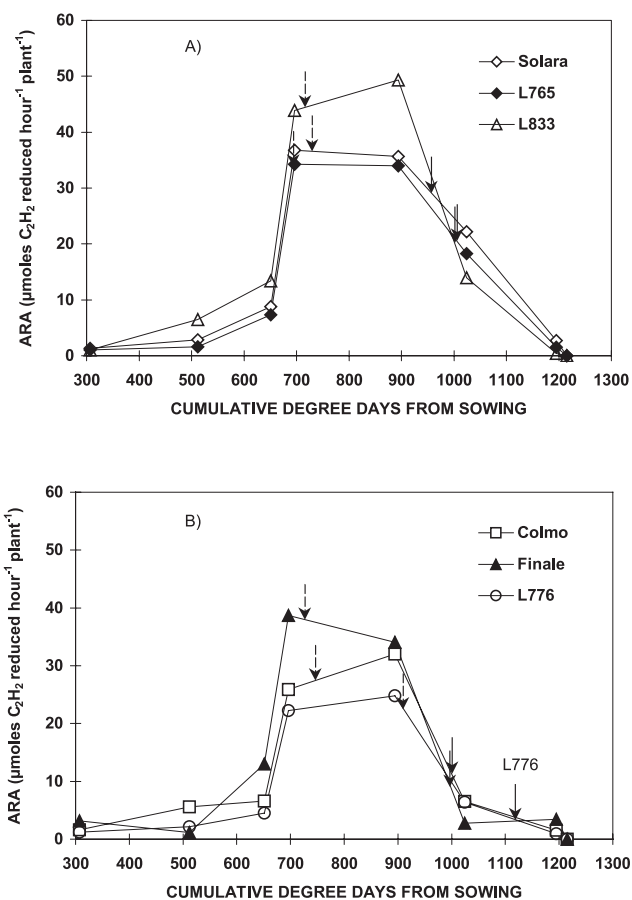 A)
Solara
L765
L833
60
50
40
30
20
10
0
ARA (µmoles C₂H₂ reduced hour⁻¹ plant⁻¹)
300 400 500 600 700 800 900 1000 1100 1200 1300
CUMULATIVE DEGREE DAYS FROM SOWING
B)
Colmo
Finale
L776
60
50
40
30
20
10
0
ARA (µmoles C₂H₂ reduced hour⁻¹ plant⁻¹)
L776
300 400 500 600 700 800 900 1000 1100 1200 1300
CUMULATIVE DEGREE DAYS FROM SOWING